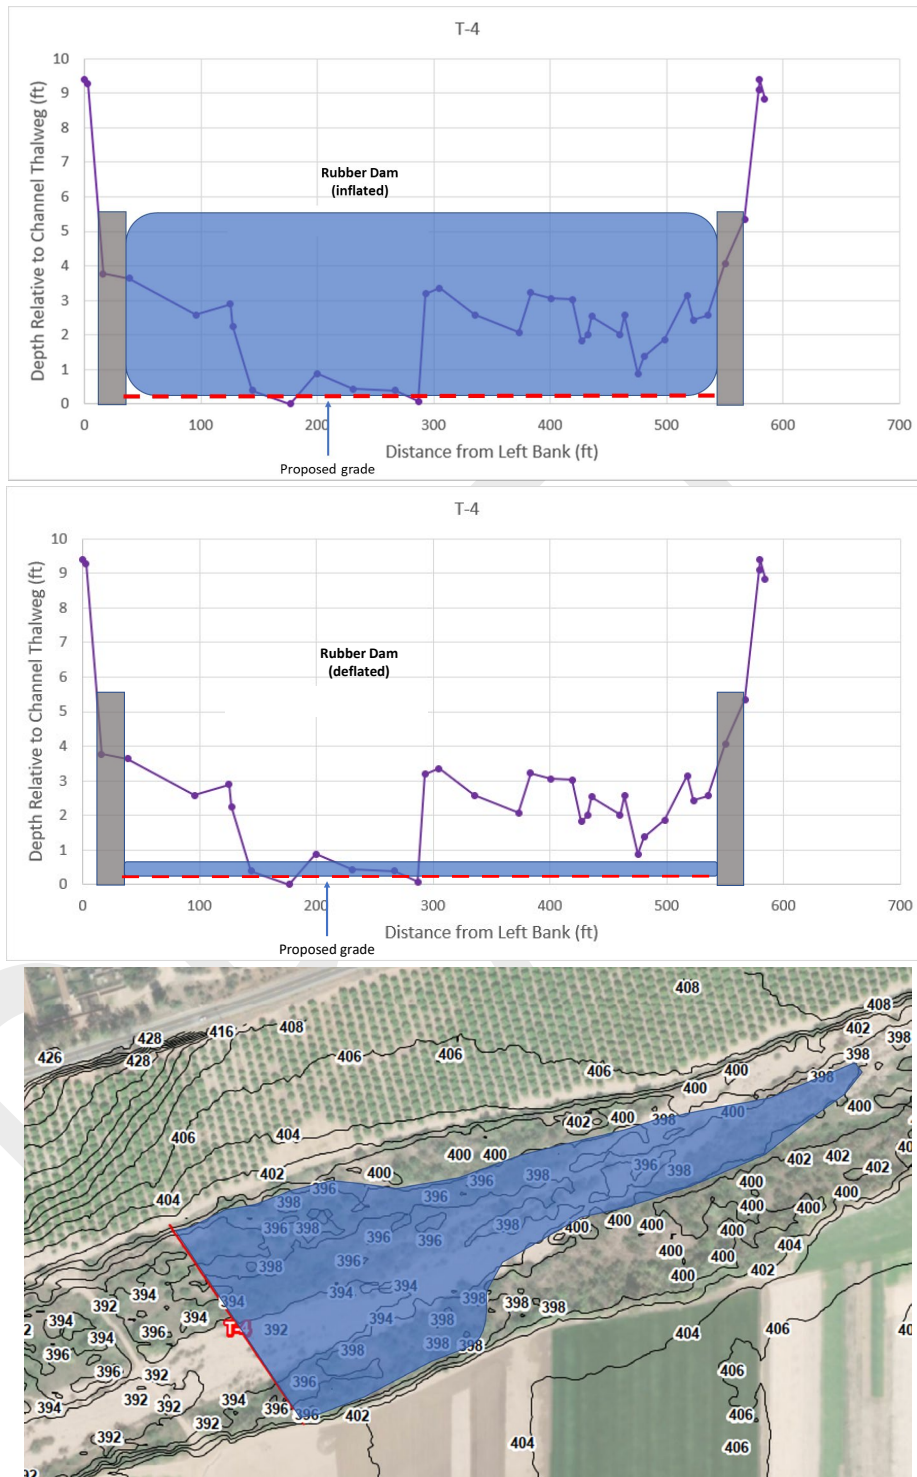 T-4
10
9
8
7
6
5
4
3
2
1
0
Depth Relative to Channel Thalweg (ft)
Rubber Dam
(inflated)
0 100 200 300 400 500 600 700
Distance from Left Bank (ft)
Proposed grade
T-4
10
9
8
7
6
5
4
3
2
1
0
Depth Relative to Channel Thalweg (ft)
Rubber Dam
(deflated)
0 100 200 300 400 500 600 700
Distance from Left Bank (ft)
Proposed grade
408
408
428 416 408 402
426 428 406 406 398
398
400 406 398
400
402 400 398 400 400
406 404
400 400 402 402
402 400 396 398 402
404 398 396 396 396 398 400
396 398 396 396 398 400 400 400 400 400
398 396 400 400 404
400 402
394 392 394 394 394 398 398 398
394 394 T-4 392 394 398 404 406
396 396 398 398 398
396 392 396 406
394 392 392 394 396 396 402
392 392 404 406
406